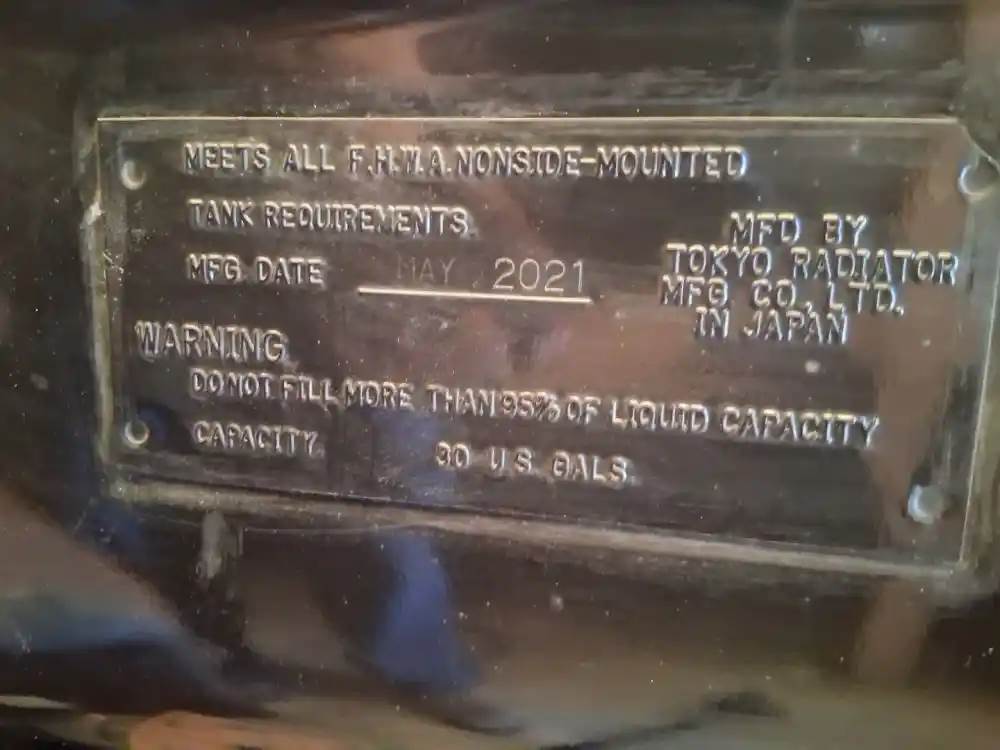 MEETS ALL F.H.W.A. NONSIDE-MOUNTED
TANK REQUIREMENTS.
MFG. DATE MAY. 2021
MFD BY
TOKYO RADIATOR
MFG. CO., LTD.
IN JAPAN
WARNING
DO NOT FILL MORE THAN 95% OF LIQUID CAPACITY
CAPACITY. 30 U.S. GALS.